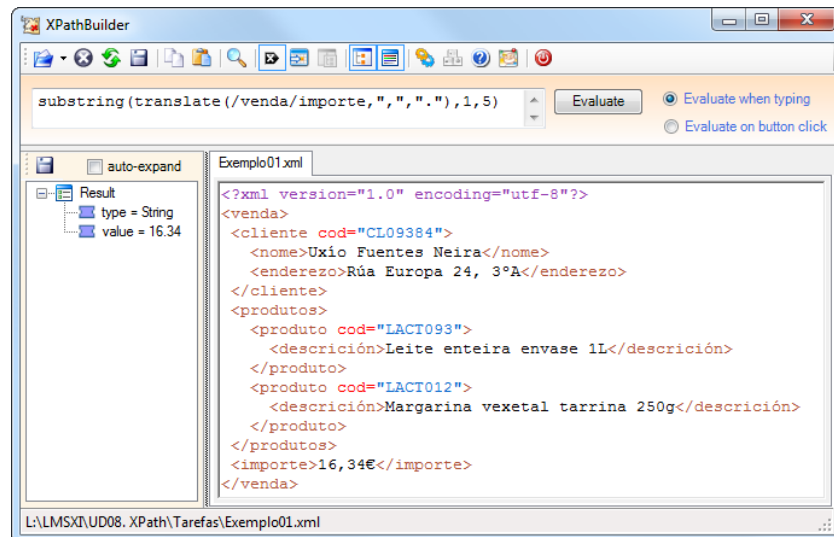 XPathBuilder
substring(translate(/venda/importe,",","."),1,5)
Evaluate
Evaluate when typing
Evaluate on button click
auto-expand
Result
type = String
value = 16.34
Exemplo01.xml
<?xml version="1.0" encoding="utf-8"?>
<venda>
<cliente cod="CL09384">
<nome>Uxío Fuentes Neira</nome>
<enderezo>Rúa Europa 24, 3ºA</enderezo>
</cliente>
<produtos>
<produto cod="LACT093">
<descrición>Leite enteira envase 1L</descrición>
</produto>
<produto cod="LACT012">
<descrición>Margarina vexetal tarrina 250g</descrición>
</produto>
</produtos>
<importe>16,34€</importe>
</venda>
L:\LMSXI\UD08. XPath\Tarefas\Exemplo01.xml